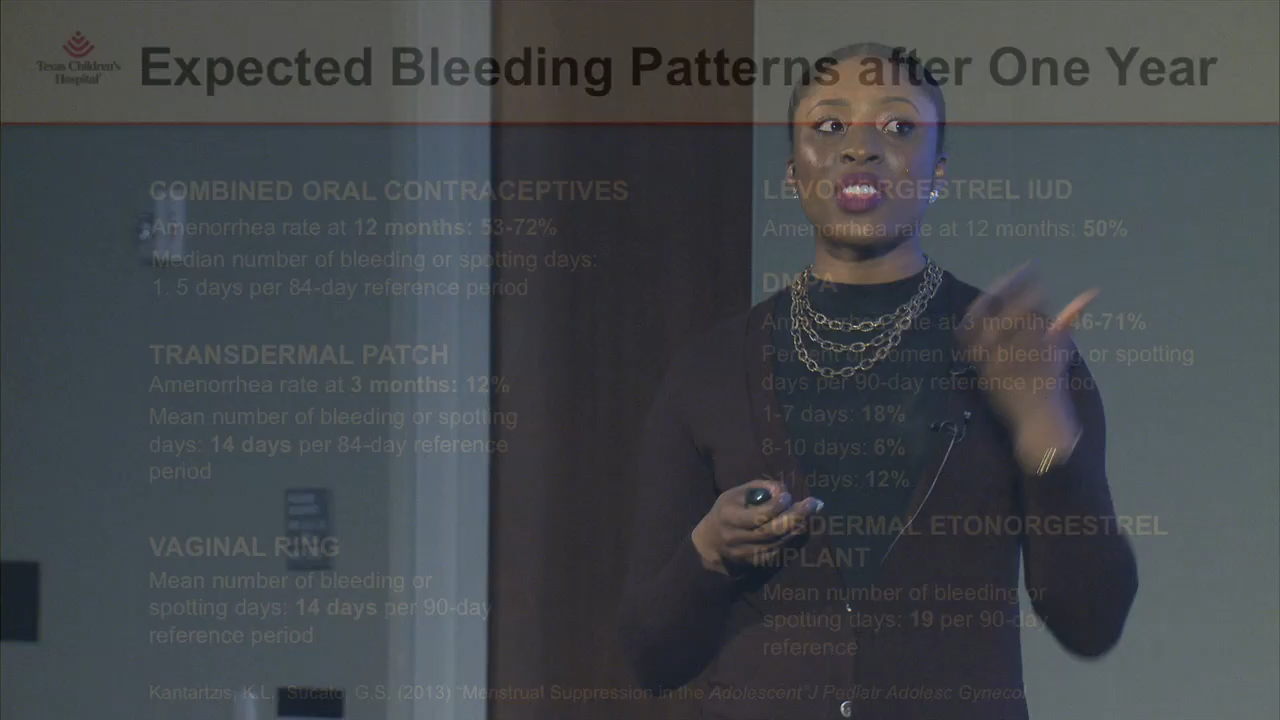 Texas Children's
Hospital
Expected Bleeding Patterns after One Year
COMBINED ORAL CONTRACEPTIVES
Amenorrhea rate at 12 months: 53-72%
Median number of bleeding or spotting days:
1. 5 days per 84-day reference period
TRANSDERMAL PATCH
Amenorrhea rate at 3 months: 12%
Mean number of bleeding or spotting
days: 14 days per 84-day reference
period
VAGINAL RING
Mean number of bleeding or
spotting days: 14 days per 90-day
reference period
LEVONORGESTREL IUD
Amenorrhea rate at 12 months: 50%
DMPA
Amenorrhea rate at 3 months: 46-71%
Percent of women with bleeding or spotting
days per 90-day reference period
1-7 days: 18%
8-10 days: 6%
11 days: 12%
SUBDERMAL ETONORGESTREL
IMPLANT
Mean number of bleeding or
spotting days: 19 per 90-day
reference
Kantartzis, K.L., Sucato, G.S. (2013) "Menstrual Suppression in the Adolescent" J Pediatr Adolesc Gynecol